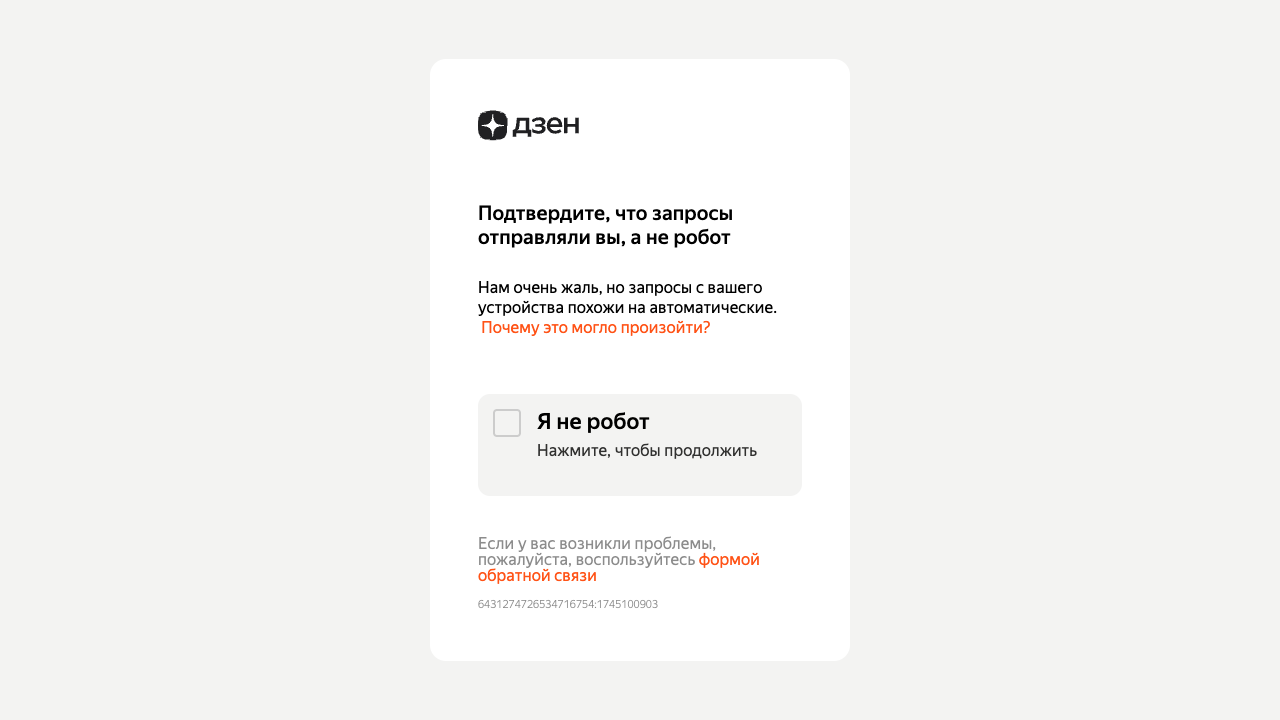 дзен
Подтвердите, что запросы
отправляли вы, а не робот
Нам очень жаль, но запросы с вашего
устройства похожи на автоматические.
Почему это могло произойти?
Я не робот
Нажмите, чтобы продолжить
Если у вас возникли проблемы,
пожалуйста, воспользуйтесь формой
обратной связи
6431274726534716754:1745100903